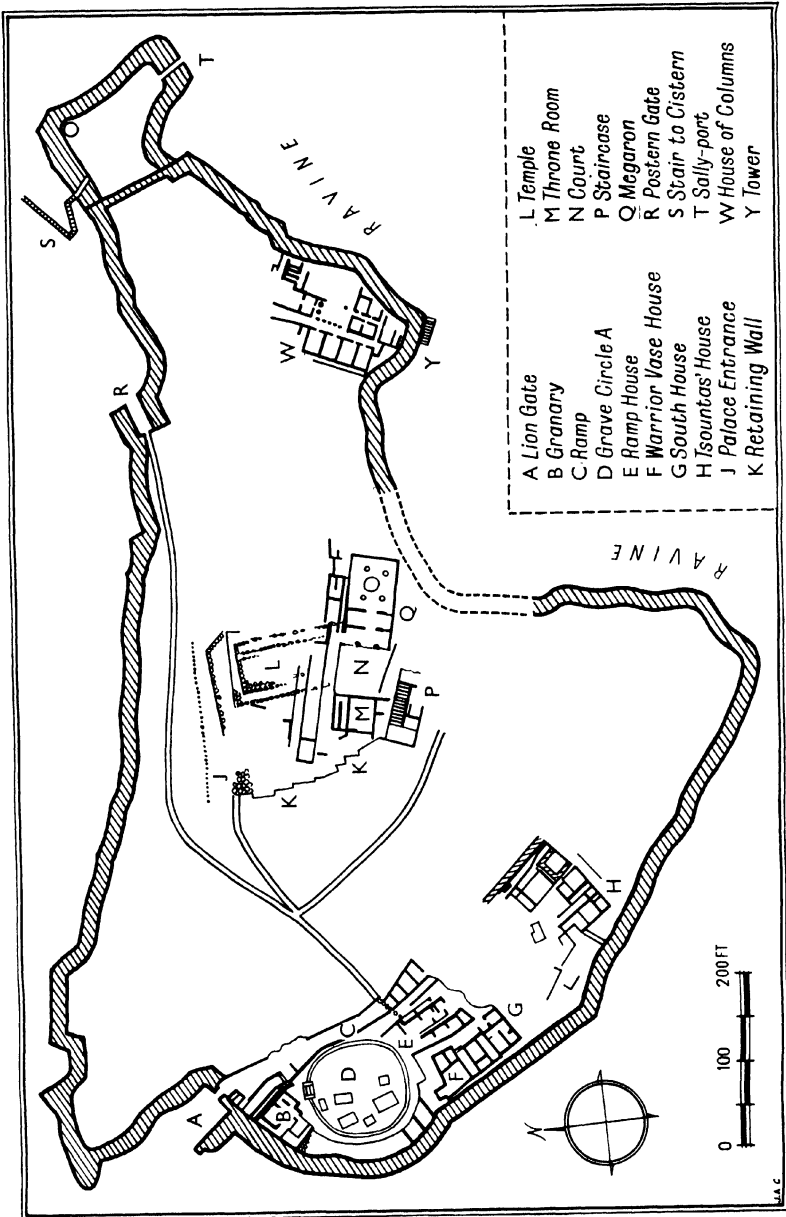 A Lion Gate
B Granary
C Ramp
D Grave Circle A
E Ramp House
F Warrior Vase House
G South House
H Tsountas' House
J Palace Entrance
K Retaining Wall
L Temple
M Throne Room
N Court
P Staircase
Q Megaron
R Postern Gate
S Stair to Cistern
T Sally-port
W House of Columns
Y Tower
RAVINE
RAVINE
A
B
C
D
E
F
G
H
J
K
K
L
M
N
P
Q
R
S
T
W
Y
N
0 100 200 FT
J.A.C